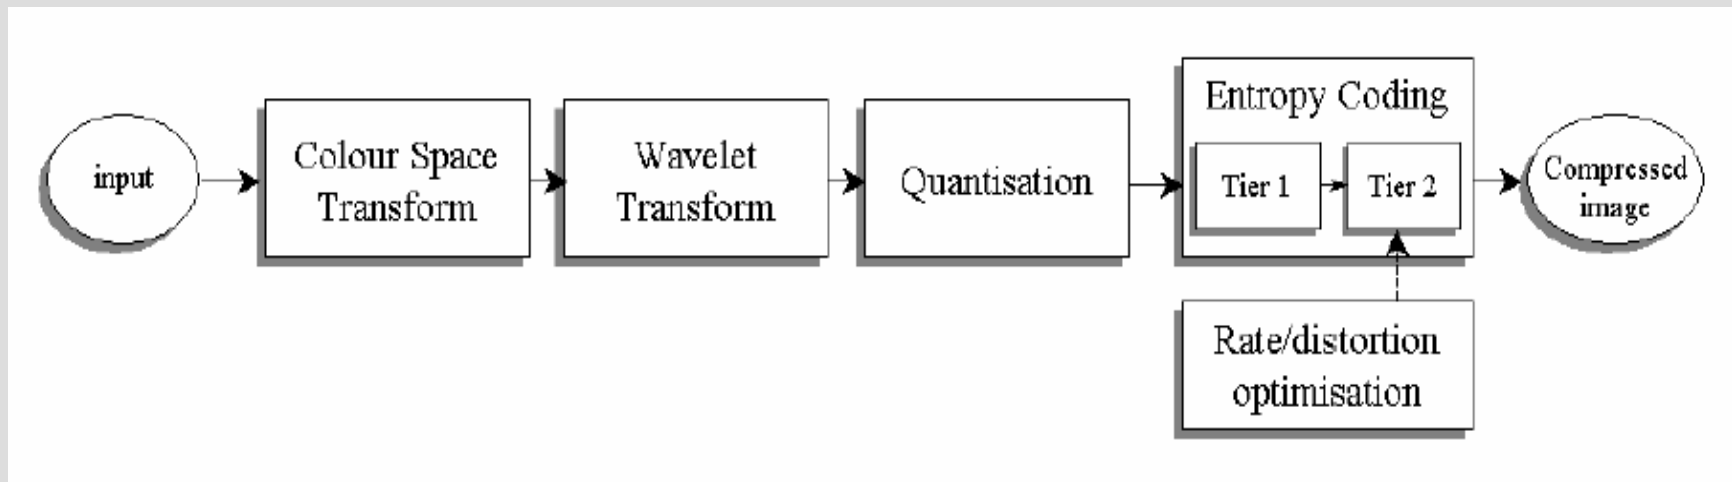 input
Colour Space
Transform
Wavelet
Transform
Quantisation
Entropy Coding
Tier 1
Tier 2
Compressed
image
Rate/distortion
optimisation